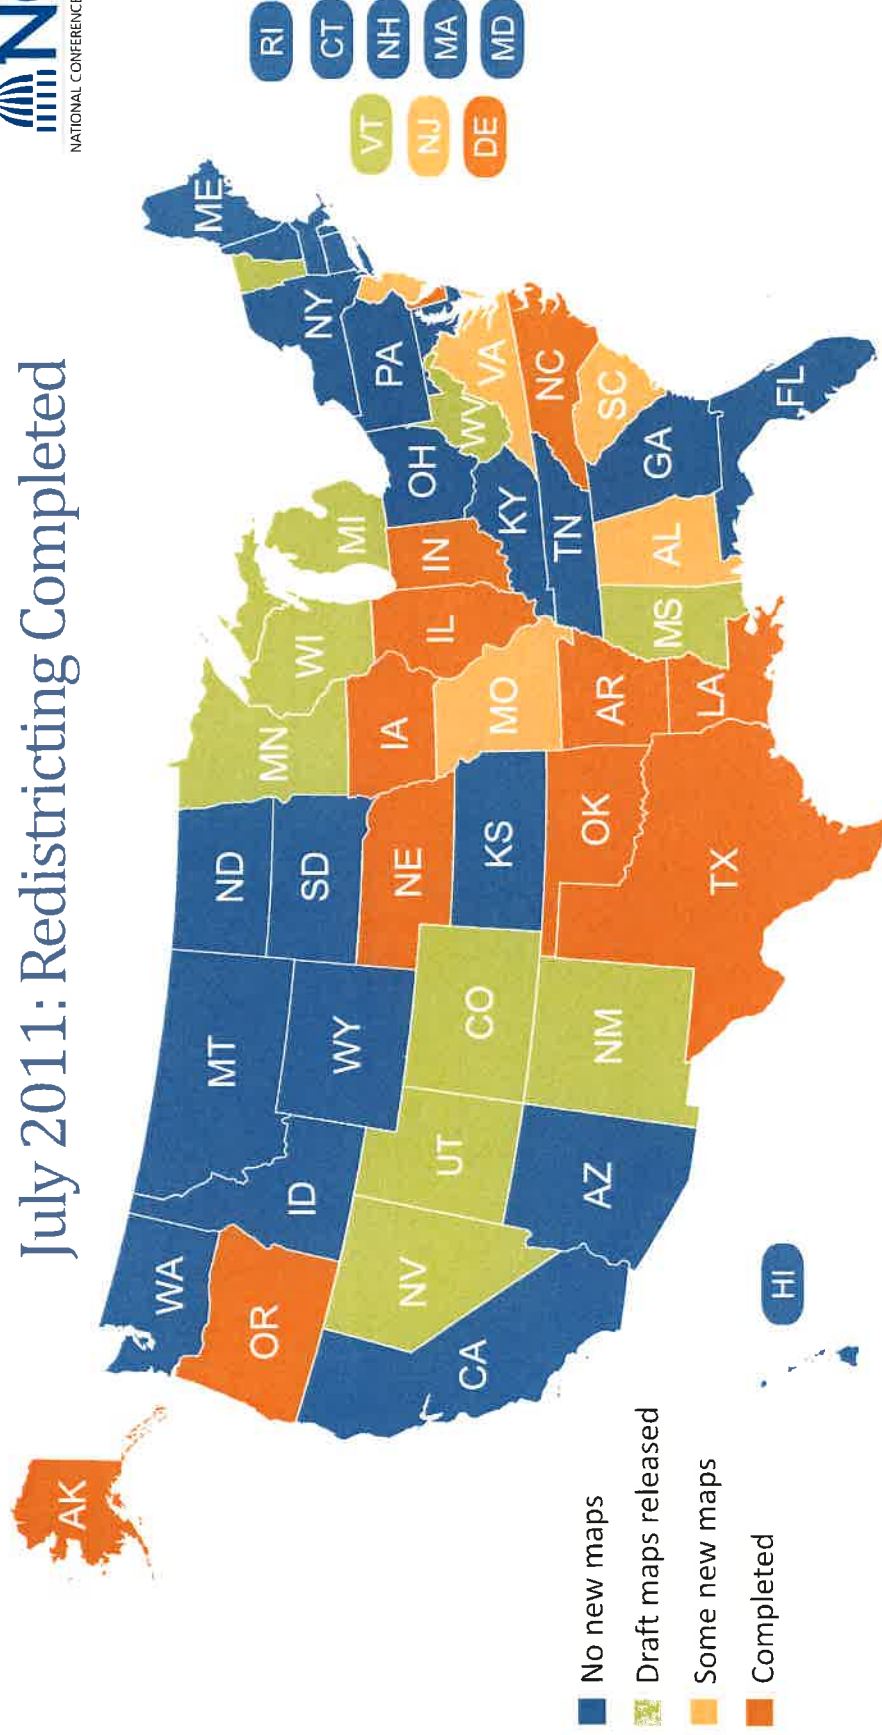 July 2011: Redistricting Completed
NATIONAL CONFERENCE
AK
WA
OR
CA
ID
NV
MT
WY
UT
AZ
CO
NM
ND
SD
NE
KS
OK
TX
MN
IA
MO
AR
LA
WI
IL
MS
MI
IN
KY
TN
AL
OH
WV
GA
FL
PA
VA
NC
SC
NY
ME
VT
NJ
DE
RI
CT
NH
MA
MD
HI
No new maps
Draft maps released
Some new maps
Completed